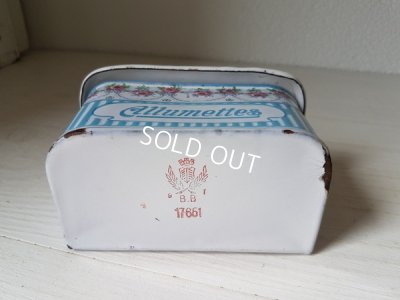 Allumettes
SOLD OUT
B.B
17661